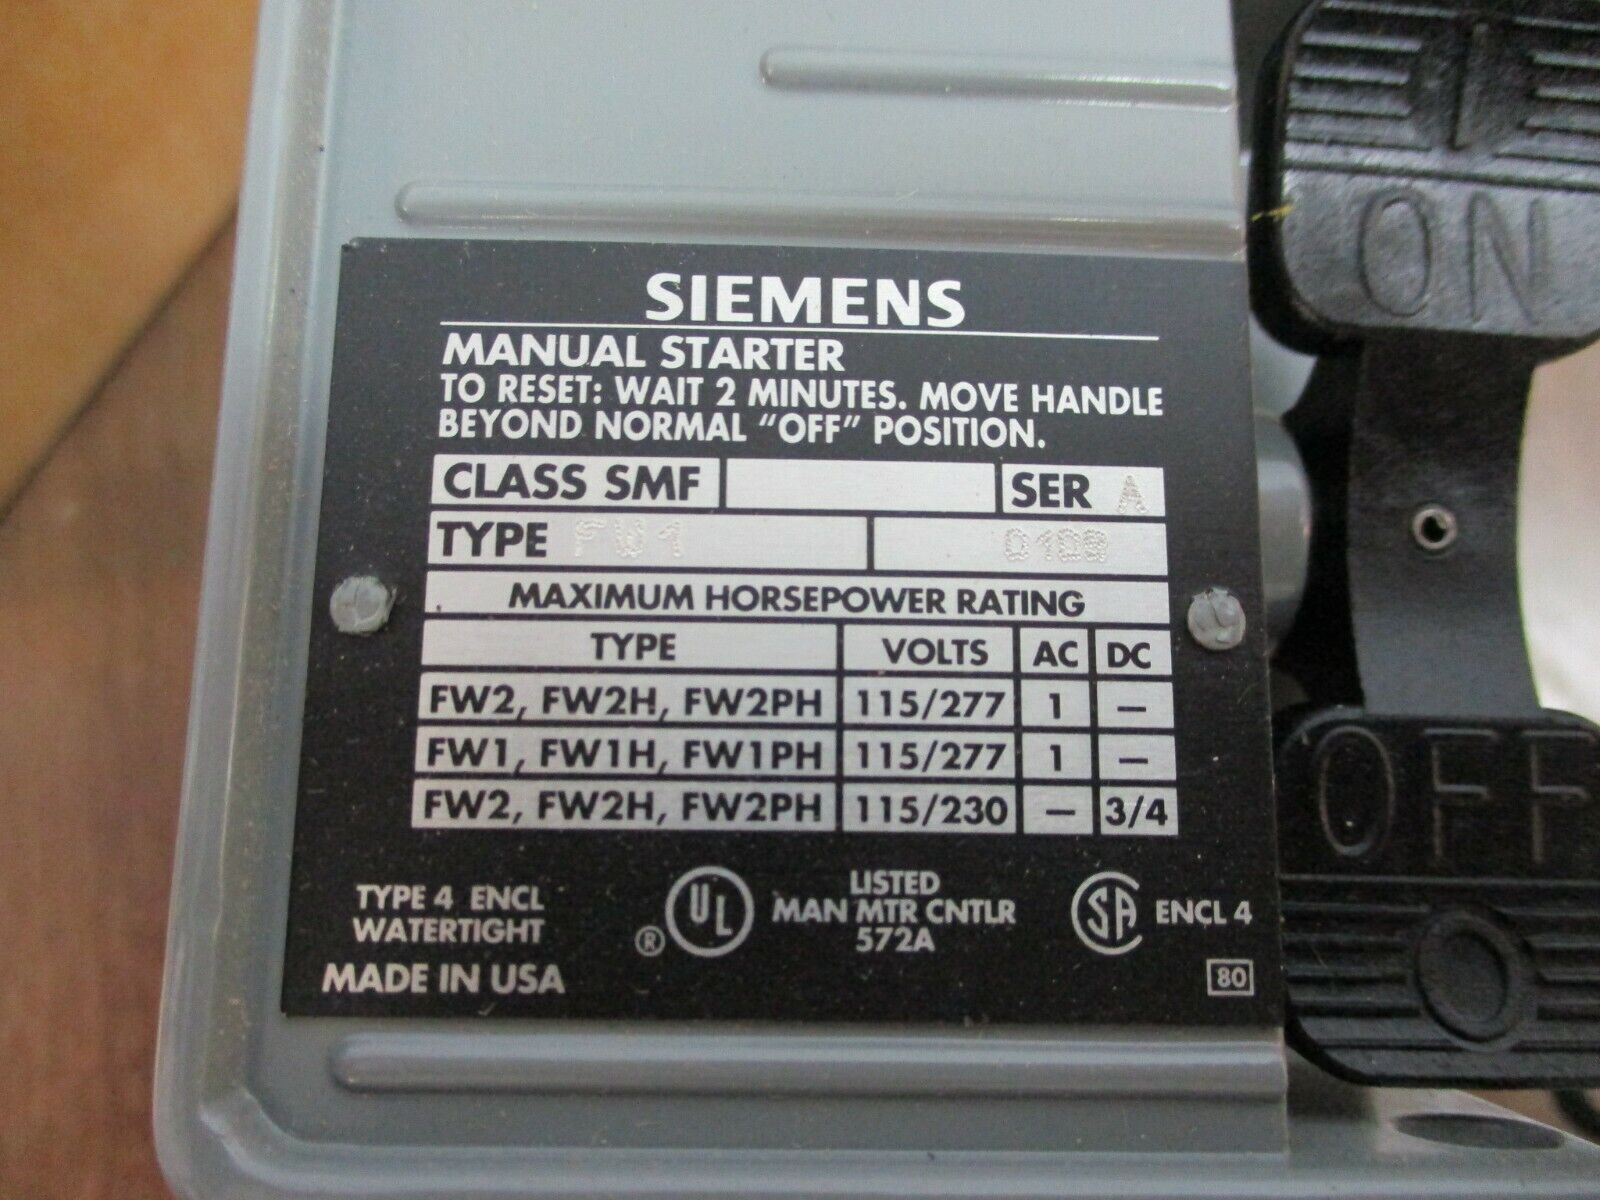 SIEMENS
MANUAL STARTER
TO RESET: WAIT 2 MINUTES. MOVE HANDLE
BEYOND NORMAL “OFF” POSITION.
CLASS SMF SER A
TYPE FW1
MAXIMUM HORSEPOWER RATING
TYPE VOLTS AC DC
FW2, FW2H, FW2PH 115/277 1 –
FW1, FW1H, FW1PH 115/277 1 –
FW2, FW2H, FW2PH 115/230 – 3/4
TYPE 4 ENCL
WATERTIGHT
MADE IN USA
UL ®
LISTED
MAN MTR CNTLR
572A
SA ENCL 4
80
ON
OFF